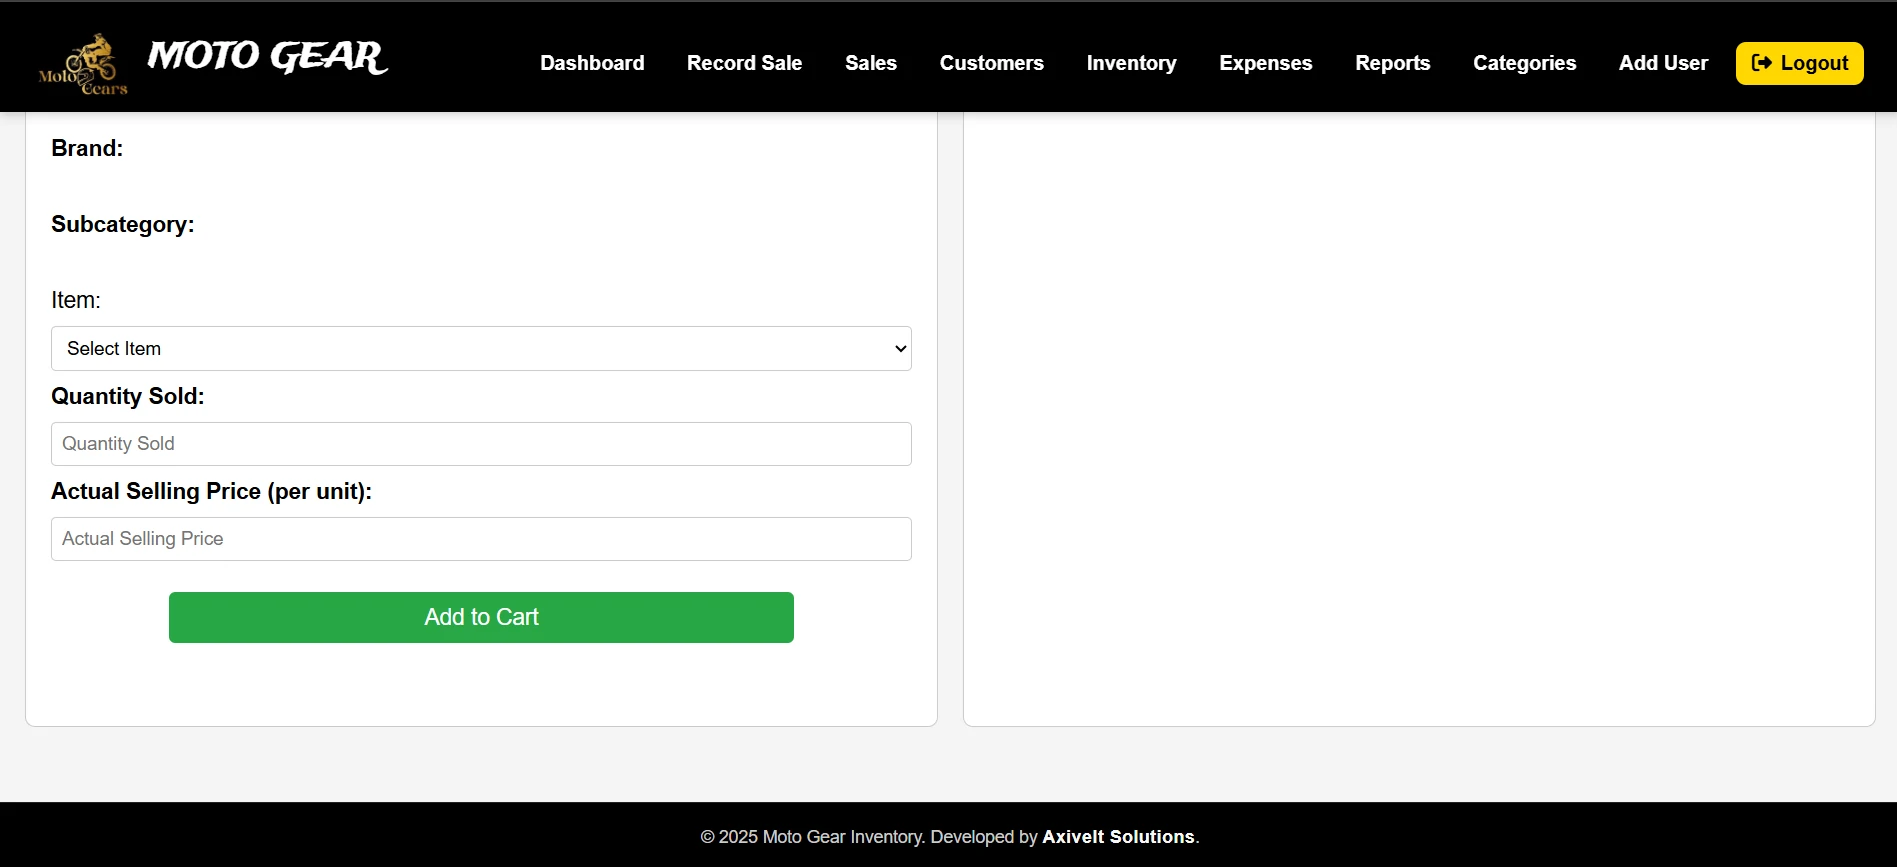 Moto Gears
MOTO GEAR
Dashboard
Record Sale
Sales
Customers
Inventory
Expenses
Reports
Categories
Add User
Logout
Brand:
Subcategory:
Item:
Select Item
Quantity Sold:
Quantity Sold
Actual Selling Price (per unit):
Actual Selling Price
Add to Cart
© 2025 Moto Gear Inventory. Developed by AxiveIt Solutions.